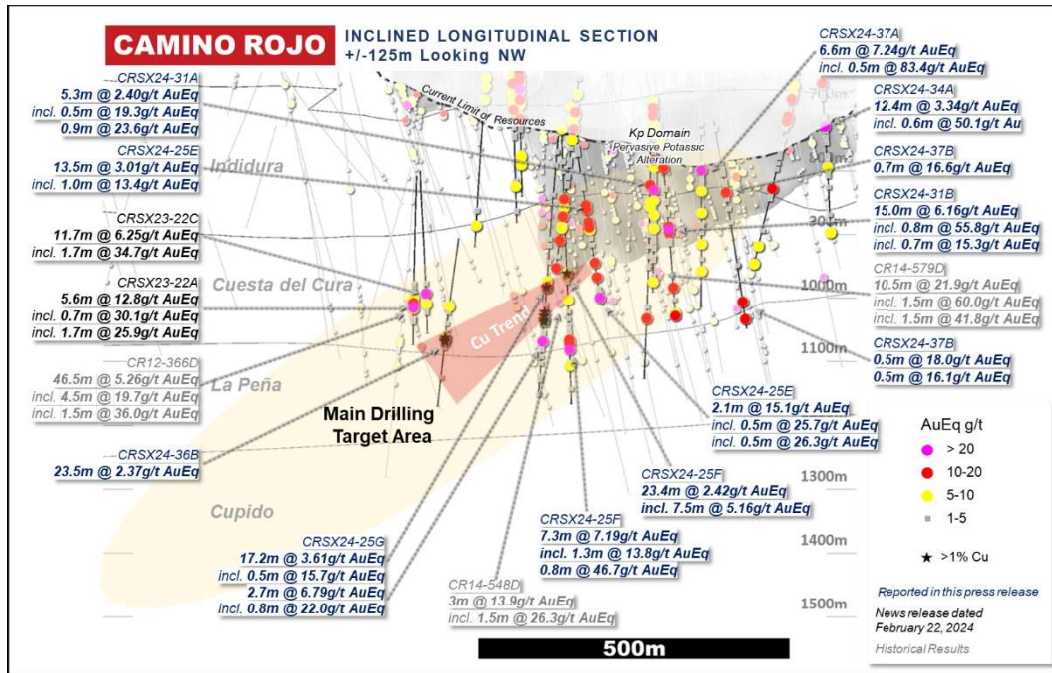 CAMINO ROJO
INCLINED LONGITUDINAL SECTION
+/-125m Looking NW
CRSX24-31A
5.3m @ 2.40g/t AuEq
incl. 0.5m @ 19.3g/t AuEq
0.9m @ 23.6g/t AuEq
CRSX24-25E
13.5m @ 3.01g/t AuEq
incl. 1.0m @ 13.4g/t AuEq
CRSX23-22C
11.7m @ 6.25g/t AuEq
incl. 1.7m @ 34.7g/t AuEq
CRSX23-22A
5.6m @ 12.8g/t AuEq
incl. 0.7m @ 30.1g/t AuEq
incl. 1.7m @ 25.9g/t AuEq
CR12-366D
46.5m @ 5.26g/t AuEq
incl. 4.5m @ 19.7g/t AuEq
incl. 1.5m @ 36.0g/t AuEq
CRSX24-36B
23.5m @ 2.37g/t AuEq
CRSX24-25G
17.2m @ 3.61g/t AuEq
incl. 0.5m @ 15.7g/t AuEq
2.7m @ 6.79g/t AuEq
incl. 0.8m @ 22.0g/t AuEq
Indidura
Cuesta del Cura
La Peña
Cupido
Current Limit of Resources
Kp Domain
Pervasive Potassic
Alteration
Cu Trend
Main Drilling
Target Area
CR14-548D
3m @ 13.9g/t AuEq
incl. 1.5m @ 26.3g/t AuEq
CRSX24-25F
7.3m @ 7.19g/t AuEq
incl. 1.3m @ 13.8g/t AuEq
0.8m @ 46.7g/t AuEq
CRSX24-25F
23.4m @ 2.42g/t AuEq
incl. 7.5m @ 5.16g/t AuEq
CRSX24-25E
2.1m @ 15.1g/t AuEq
incl. 0.5m @ 25.7g/t AuEq
incl. 0.5m @ 26.3g/t AuEq
CRSX24-37A
6.6m @ 7.24g/t AuEq
incl. 0.5m @ 83.4g/t AuEq
CRSX24-34A
12.4m @ 3.34g/t AuEq
incl. 0.6m @ 50.1g/t Au
CRSX24-37B
0.7m @ 16.6g/t AuEq
CRSX24-31B
15.0m @ 6.16g/t AuEq
incl. 0.8m @ 55.8g/t AuEq
incl. 0.7m @ 15.3g/t AuEq
CR14-579D
10.5m @ 21.9g/t AuEq
incl. 1.5m @ 60.0g/t AuEq
incl. 1.5m @ 41.8g/t AuEq
CRSX24-37B
0.5m @ 18.0g/t AuEq
0.5m @ 16.1g/t AuEq
700m
800m
900m
1000m
1100m
1300m
1400m
1500m
AuEq g/t
> 20
10-20
5-10
1-5
>1% Cu
Reported in this press release
News release dated
February 22, 2024
Historical Results
500m